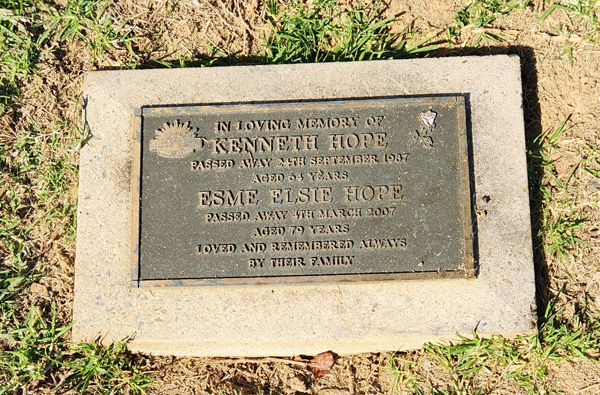 IN LOVING MEMORY OF
KENNETH HOPE
PASSED AWAY 24TH SEPTEMBER 1987
AGED 64 YEARS
ESME ELSIE HOPE
PASSED AWAY 4TH MARCH 2007
AGED 79 YEARS
LOVED AND REMEMBERED ALWAYS
BY THEIR FAMILY